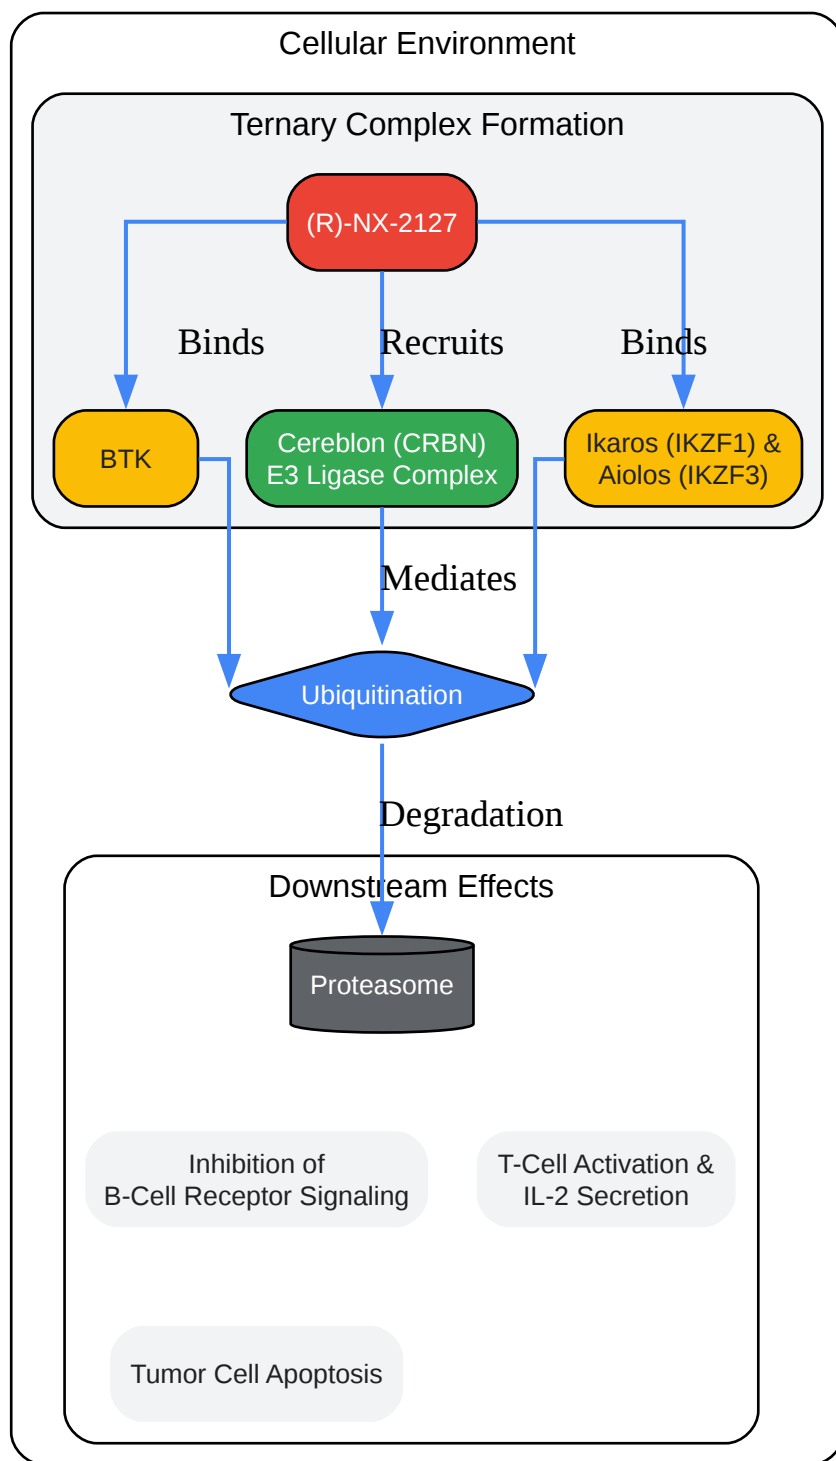 Cellular Environment
Ternary Complex Formation
(R)-NX-2127
Binds
Recruits
Binds
BTK
Cereblon (CRBN)
E3 Ligase Complex
Ikaros (IKZF1) &
Aiolos (IKZF3)
Mediates
Ubiquitination
Degradation
Downstream Effects
Proteasome
Inhibition of
B-Cell Receptor Signaling
T-Cell Activation &
IL-2 Secretion
Tumor Cell Apoptosis